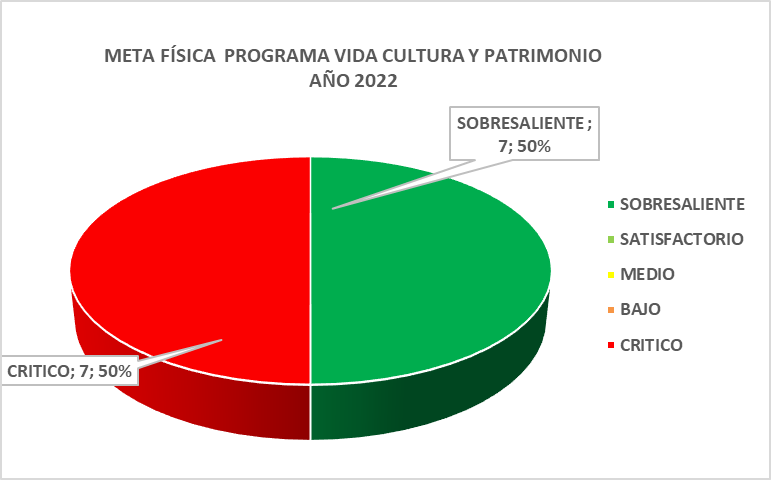 META FÍSICA  PROGRAMA VIDA CULTURA Y PATRIMONIO
AÑO 2022
SOBRESALIENTE ;
7; 50%
CRITICO; 7; 50%
SOBRESALIENTE
SATISFACTORIO
MEDIO
BAJO
CRITICO